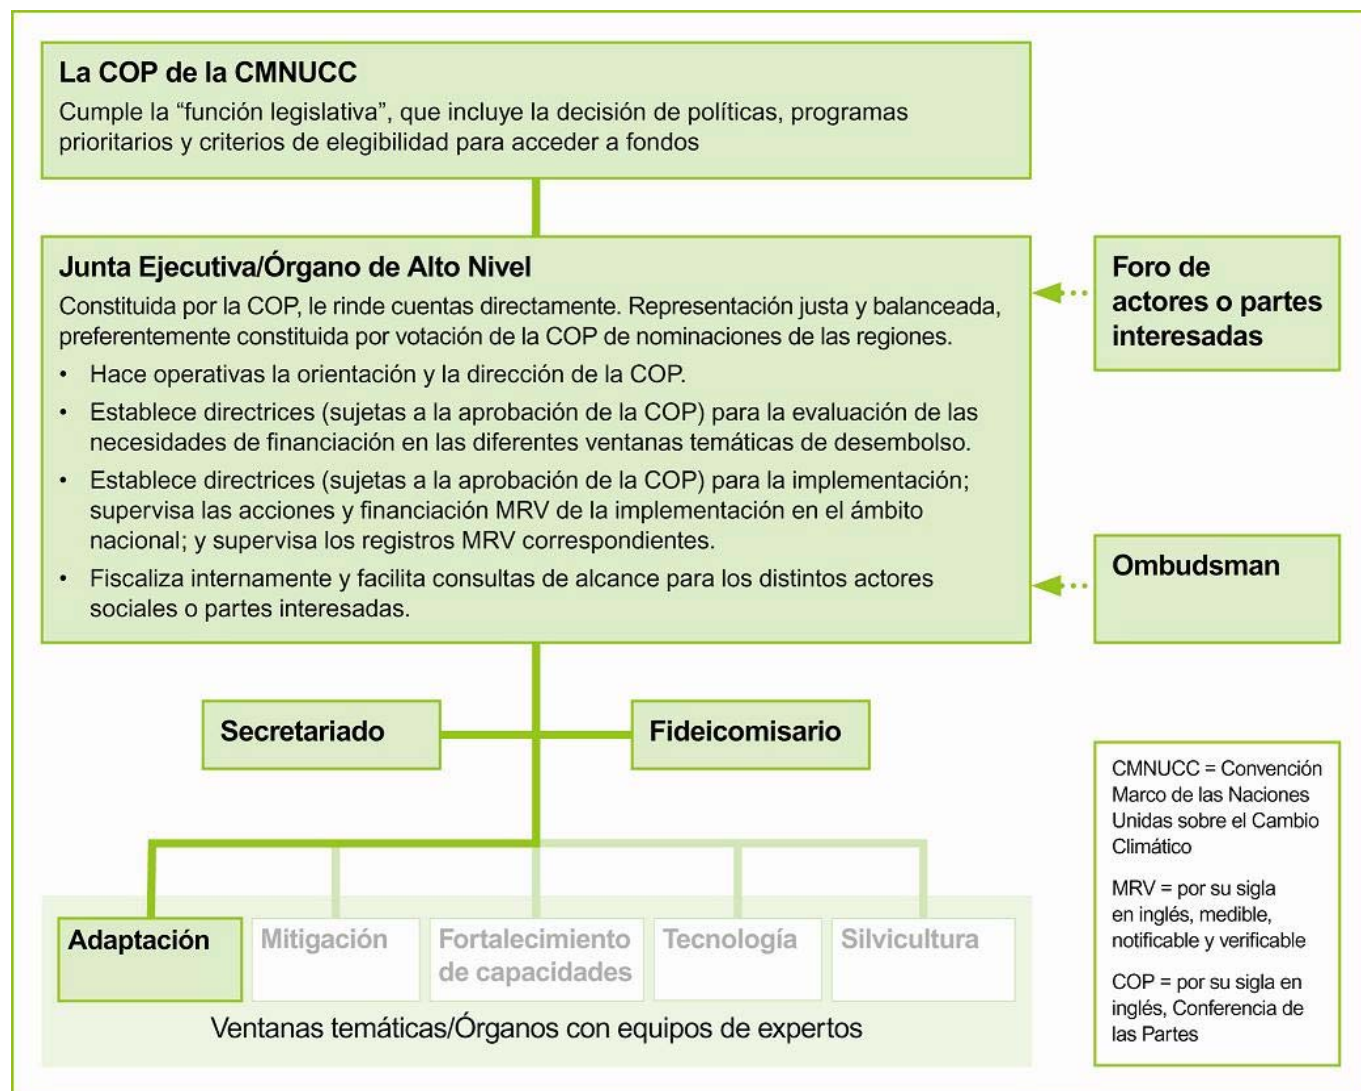 La COP de la CMNUCC
Cumple la “función legislativa”, que incluye la decisión de políticas, programas
prioritarios y criterios de elegibilidad para acceder a fondos
Junta Ejecutiva/Órgano de Alto Nivel
Constituida por la COP, le rinde cuentas directamente. Representación justa y balanceada,
preferentemente constituida por votación de la COP de nominaciones de las regiones.
• Hace operativas la orientación y la dirección de la COP.
• Establece directrices (sujetas a la aprobación de la COP) para la evaluación de las
necesidades de financiación en las diferentes ventanas temáticas de desembolso.
• Establece directrices (sujetas a la aprobación de la COP) para la implementación;
supervisa las acciones y financiación MRV de la implementación en el ámbito
nacional; y supervisa los registros MRV correspondientes.
• Fiscaliza internamente y facilita consultas de alcance para los distintos actores
sociales o partes interesadas.
Foro de
actores o partes
interesadas
Ombudsman
Secretariado
Fideicomisario
Adaptación
Mitigación
Fortalecimiento
de capacidades
Tecnología
Silvicultura
Ventanas temáticas/Órganos con equipos de expertos
CMNUCC = Convención
Marco de las Naciones
Unidas sobre el Cambio
Climático
MRV = por su sigla
en inglés, medible,
notificable y verificable
COP = por su sigla en
inglés, Conferencia de
las Partes